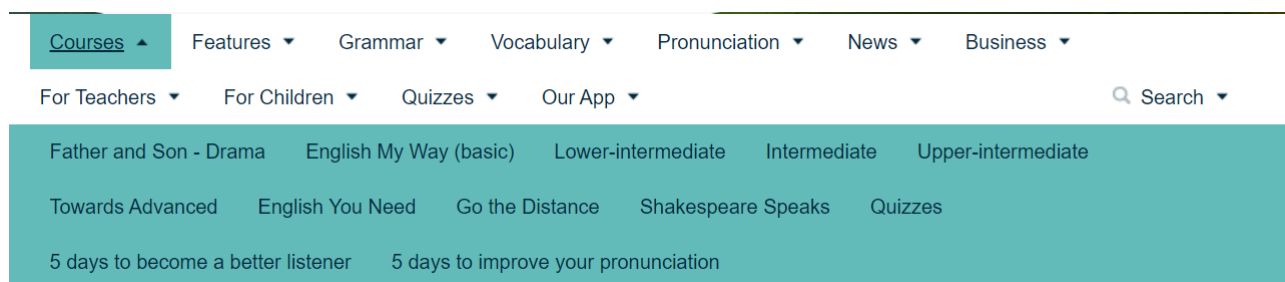 Courses Features Grammar Vocabulary Pronunciation News Business
For Teachers For Children Quizzes Our App Search
Father and Son - Drama English My Way (basic) Lower-intermediate Intermediate Upper-intermediate
Towards Advanced English You Need Go the Distance Shakespeare Speaks Quizzes
5 days to become a better listener 5 days to improve your pronunciation